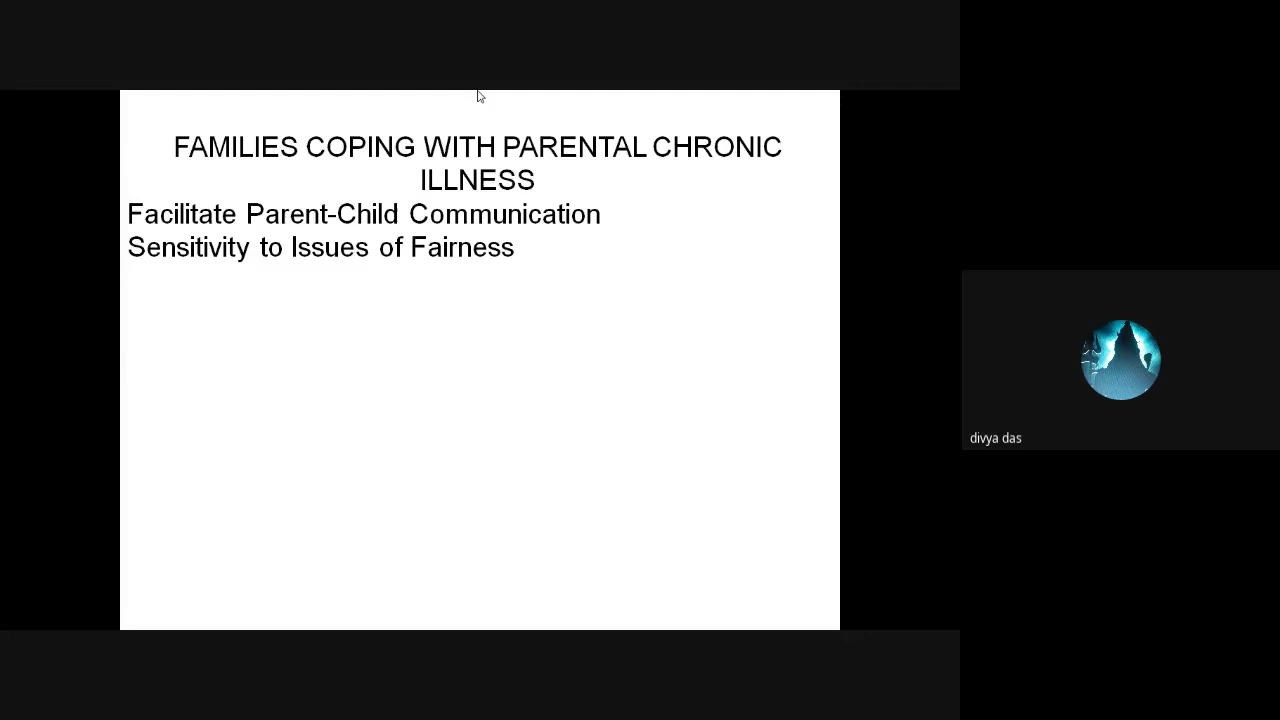 FAMILIES COPING WITH PARENTAL CHRONIC
ILLNESS
Facilitate Parent-Child Communication
Sensitivity to Issues of Fairness
divya das